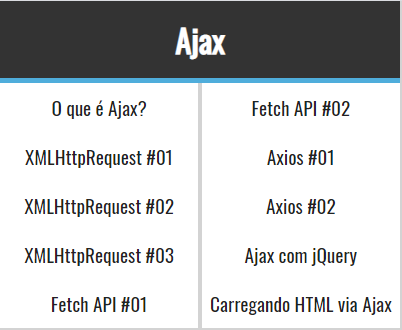 Ajax
O que é Ajax?
XMLHttpRequest #01
XMLHttpRequest #02
XMLHttpRequest #03
Fetch API #01
Fetch API #02
Axios #01
Axios #02
Ajax com jQuery
Carregando HTML via Ajax